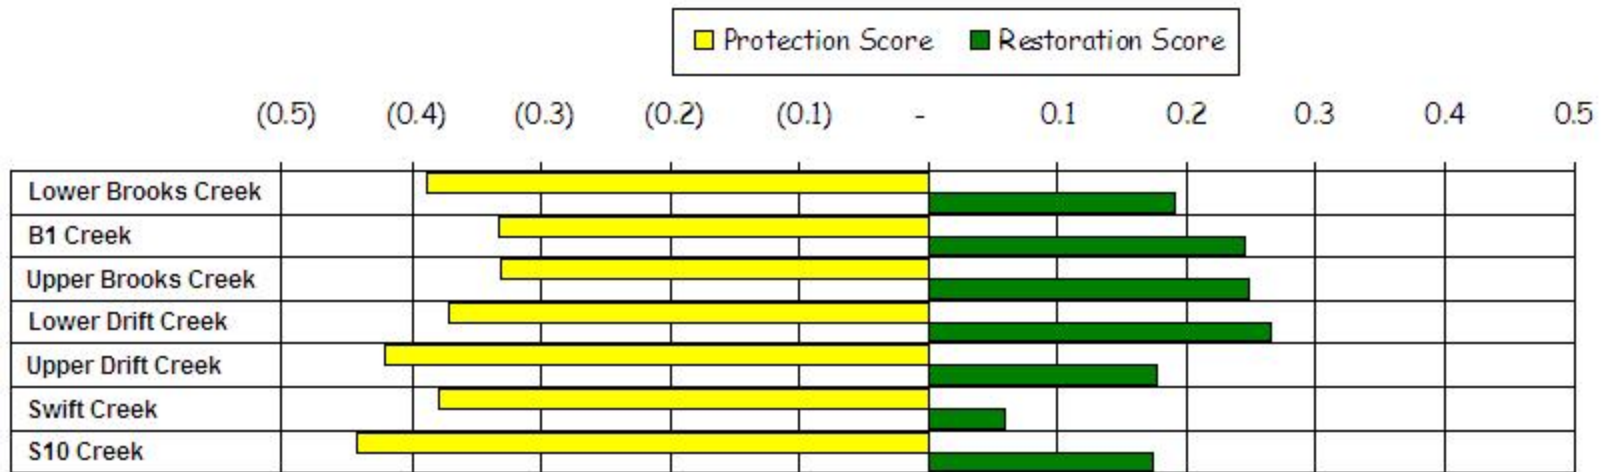 Protection Score Restoration Score
(0.5) (0.4) (0.3) (0.2) (0.1) - 0.1 0.2 0.3 0.4 0.5
Lower Brooks Creek
B1 Creek
Upper Brooks Creek
Lower Drift Creek
Upper Drift Creek
Swift Creek
S10 Creek